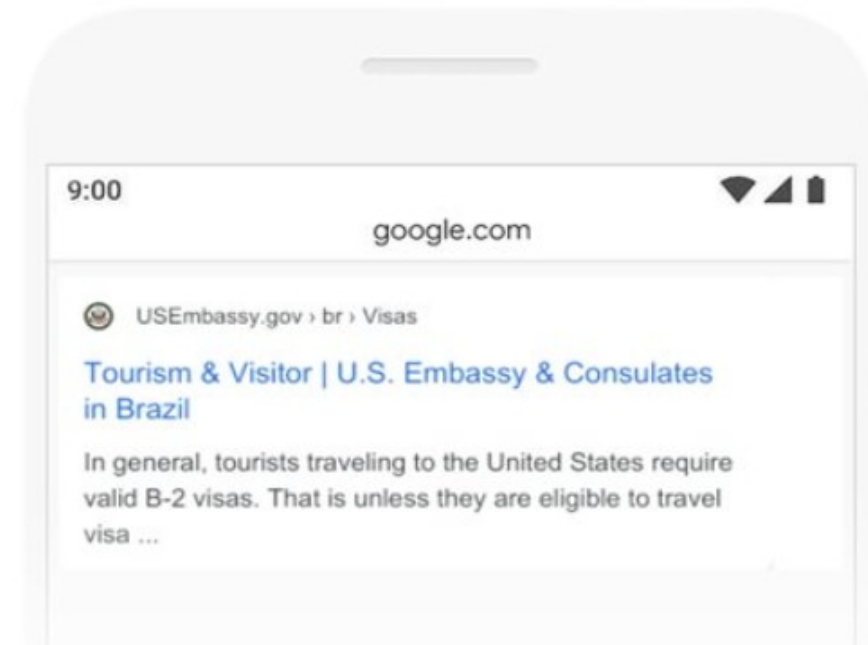 9:00
google.com
USEmbassy.gov › br › Visas
Tourism & Visitor | U.S. Embassy & Consulates
in Brazil
In general, tourists traveling to the United States require
valid B-2 visas. That is unless they are eligible to travel
visa ...